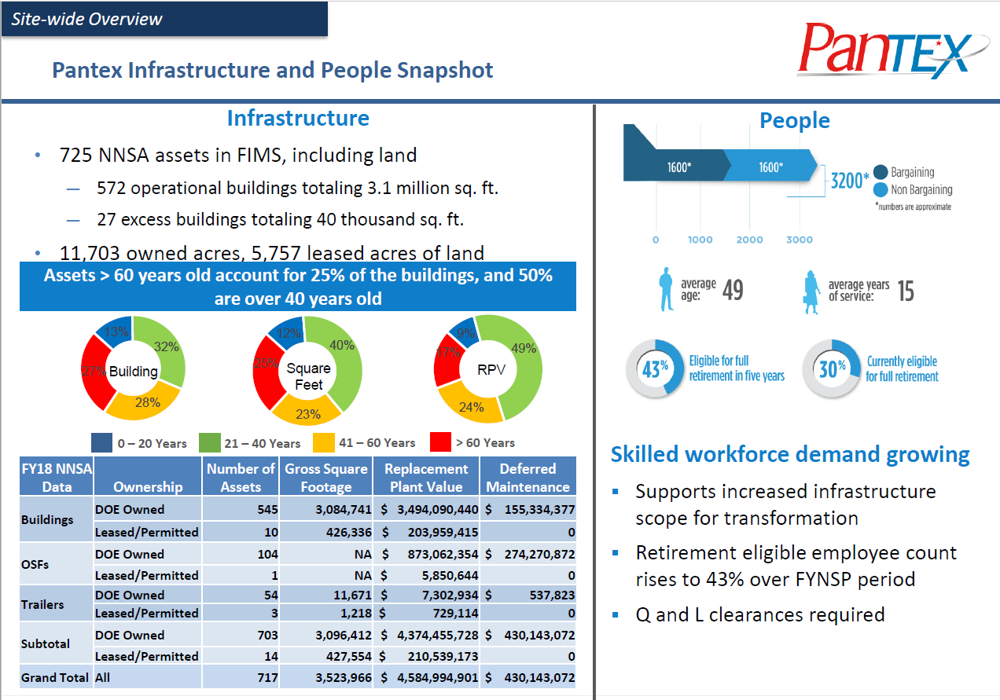 Site-wide Overview
Pantex Infrastructure and People Snapshot
PanTEX
Infrastructure
• 725 NNSA assets in FIMS, including land
— 572 operational buildings totaling 3.1 million sq. ft.
— 27 excess buildings totaling 40 thousand sq. ft.
• 11,703 owned acres, 5,757 leased acres of land
Assets > 60 years old account for 25% of the buildings, and 50%
are over 40 years old
13%
32%
27%
Building
28%
12%
40%
25%
Square
Feet
23%
9%
49%
17%
RPV
24%
0 – 20 Years
21 – 40 Years
41 – 60 Years
> 60 Years
FY18 NNSA Data Ownership Number of Assets Gross Square Footage Replacement Plant Value Deferred Maintenance
Buildings DOE Owned 545 3,084,741 $ 3,494,090,440 $ 155,334,377
Leased/Permitted 10 426,336 $ 203,959,415 0
OSFs DOE Owned 104 NA $ 873,062,354 $ 274,270,872
Leased/Permitted 1 NA $ 5,850,644 0
Trailers DOE Owned 54 11,671 $ 7,302,934 $ 537,823
Leased/Permitted 3 1,218 $ 729,114 0
Subtotal DOE Owned 703 3,096,412 $ 4,374,455,728 $ 430,143,072
Leased/Permitted 14 427,554 $ 210,539,173 0
Grand Total All 717 3,523,966 $ 4,584,994,901 $ 430,143,072
People
1600*
1600*
3200*
Bargaining
Non Bargaining
*numbers are approximate
0 1000 2000 3000
average
age: 49
average years
of service: 15
43%
Eligible for full
retirement in five years
30%
Currently eligible
for full retirement
Skilled workforce demand growing
▪ Supports increased infrastructure
scope for transformation
▪ Retirement eligible employee count
rises to 43% over FYNSP period
▪ Q and L clearances required